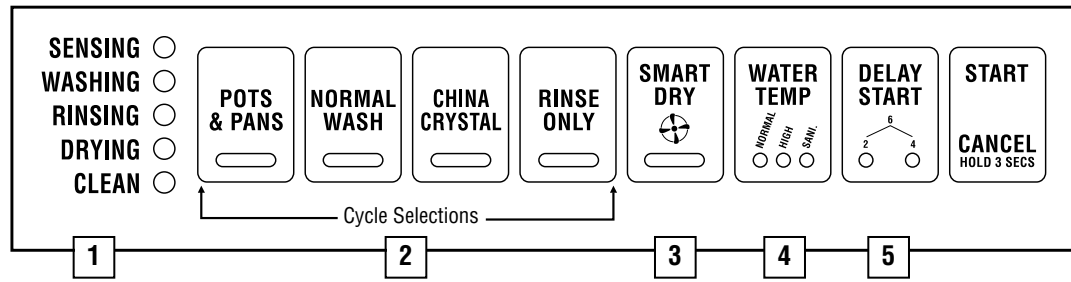 SENSING
WASHING
RINSING
DRYING
CLEAN
POTS
& PANS
NORMAL
WASH
CHINA
CRYSTAL
RINSE
ONLY
SMART
DRY
WATER
TEMP
NORMAL
HIGH
SANI.
DELAY
START
6
2 4
START
CANCEL
HOLD 3 SECS
Cycle Selections
1 2 3 4 5